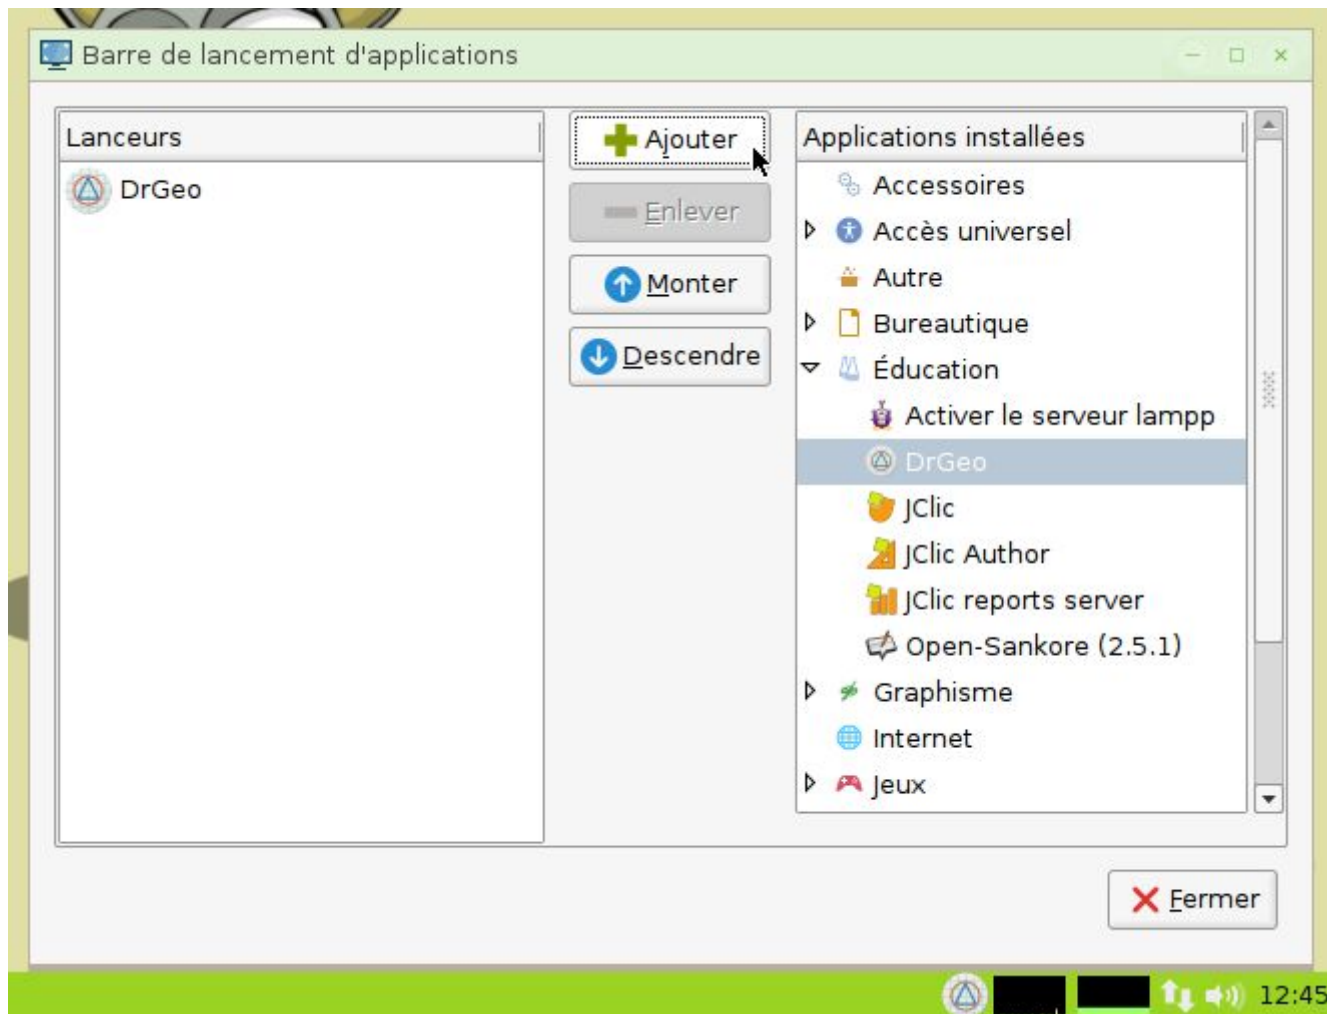 Barre de lancement d'applications
Lanceurs
DrGeo
Ajouter
Enlever
Monter
Descendre
Applications installées
Accessoires
Accès universel
Autre
Bureautique
Éducation
Activer le serveur lampp
DrGeo
JClic
JClic Author
JClic reports server
Open-Sankore (2.5.1)
Graphisme
Internet
Jeux
Fermer
12:45